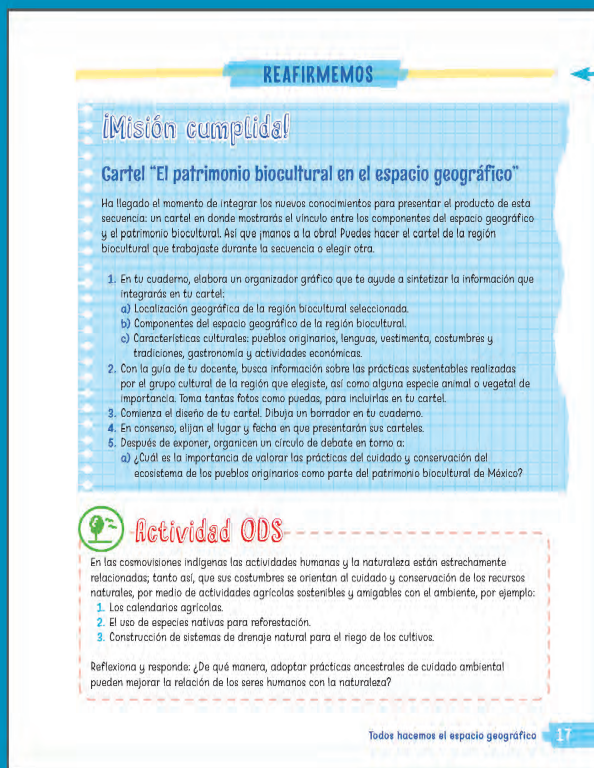 REAFIRMEMOS
¡Misión cumplida!
Cartel "El patrimonio biocultural en el espacio geográfico"
Ha llegado el momento de integrar los nuevos conocimientos para presentar el producto de esta
secuencia: un cartel en donde mostrarás el vínculo entre los componentes del espacio geográfico
y el patrimonio biocultural. Así que ¡manos a la obra! Puedes hacer el cartel de la región
biocultural que trabajaste durante la secuencia o elegir otra.
1. En tu cuaderno, elabora un organizador gráfico que te ayude a sintetizar la información que
integrarás en tu cartel:
a) Localización geográfica de la región biocultural seleccionada.
b) Componentes del espacio geográfico de la región biocultural.
c) Características culturales: pueblos originarios, lenguas, vestimenta, costumbres y
tradiciones, gastronomía y actividades económicas.
2. Con la guía de tu docente, busca información sobre las prácticas sustentables realizadas
por el grupo cultural de la región que elegiste, así como alguna especie animal o vegetal de
importancia. Toma tantas fotos como puedas, para incluirlas en tu cartel.
3. Comienza el diseño de tu cartel. Dibuja un borrador en tu cuaderno.
4. En consenso, elijan el lugar y fecha en que presentarán sus carteles.
5. Después de exponer, organicen un círculo de debate en torno a:
a) ¿Cuál es la importancia de valorar las prácticas del cuidado y conservación del
ecosistema de los pueblos originarios como parte del patrimonio biocultural de México?
Actividad ODS
En las cosmovisiones indígenas las actividades humanas y la naturaleza están estrechamente
relacionadas; tanto así, que sus costumbres se orientan al cuidado y conservación de los recursos
naturales, por medio de actividades agrícolas sostenibles y amigables con el ambiente, por ejemplo:
1. Los calendarios agrícolas.
2. El uso de especies nativas para reforestación.
3. Construcción de sistemas de drenaje natural para el riego de los cultivos.
Reflexiona y responde: ¿De qué manera, adoptar prácticas ancestrales de cuidado ambiental
pueden mejorar la relación de los seres humanos con la naturaleza?
Todos hacemos el espacio geográfico 17